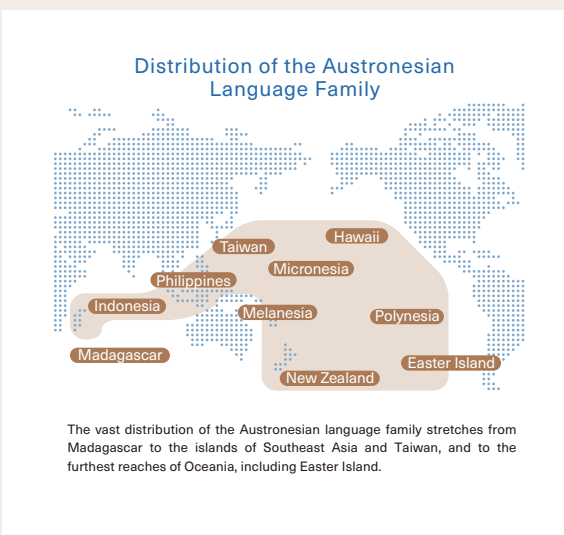 Distribution of the Austronesian
Language Family
Hawaii
Taiwan
Micronesia
Philippines
Indonesia
Melanesia
Polynesia
Madagascar
Easter Island
New Zealand
The vast distribution of the Austronesian language family stretches from
Madagascar to the islands of Southeast Asia and Taiwan, and to the
furthest reaches of Oceania, including Easter Island.